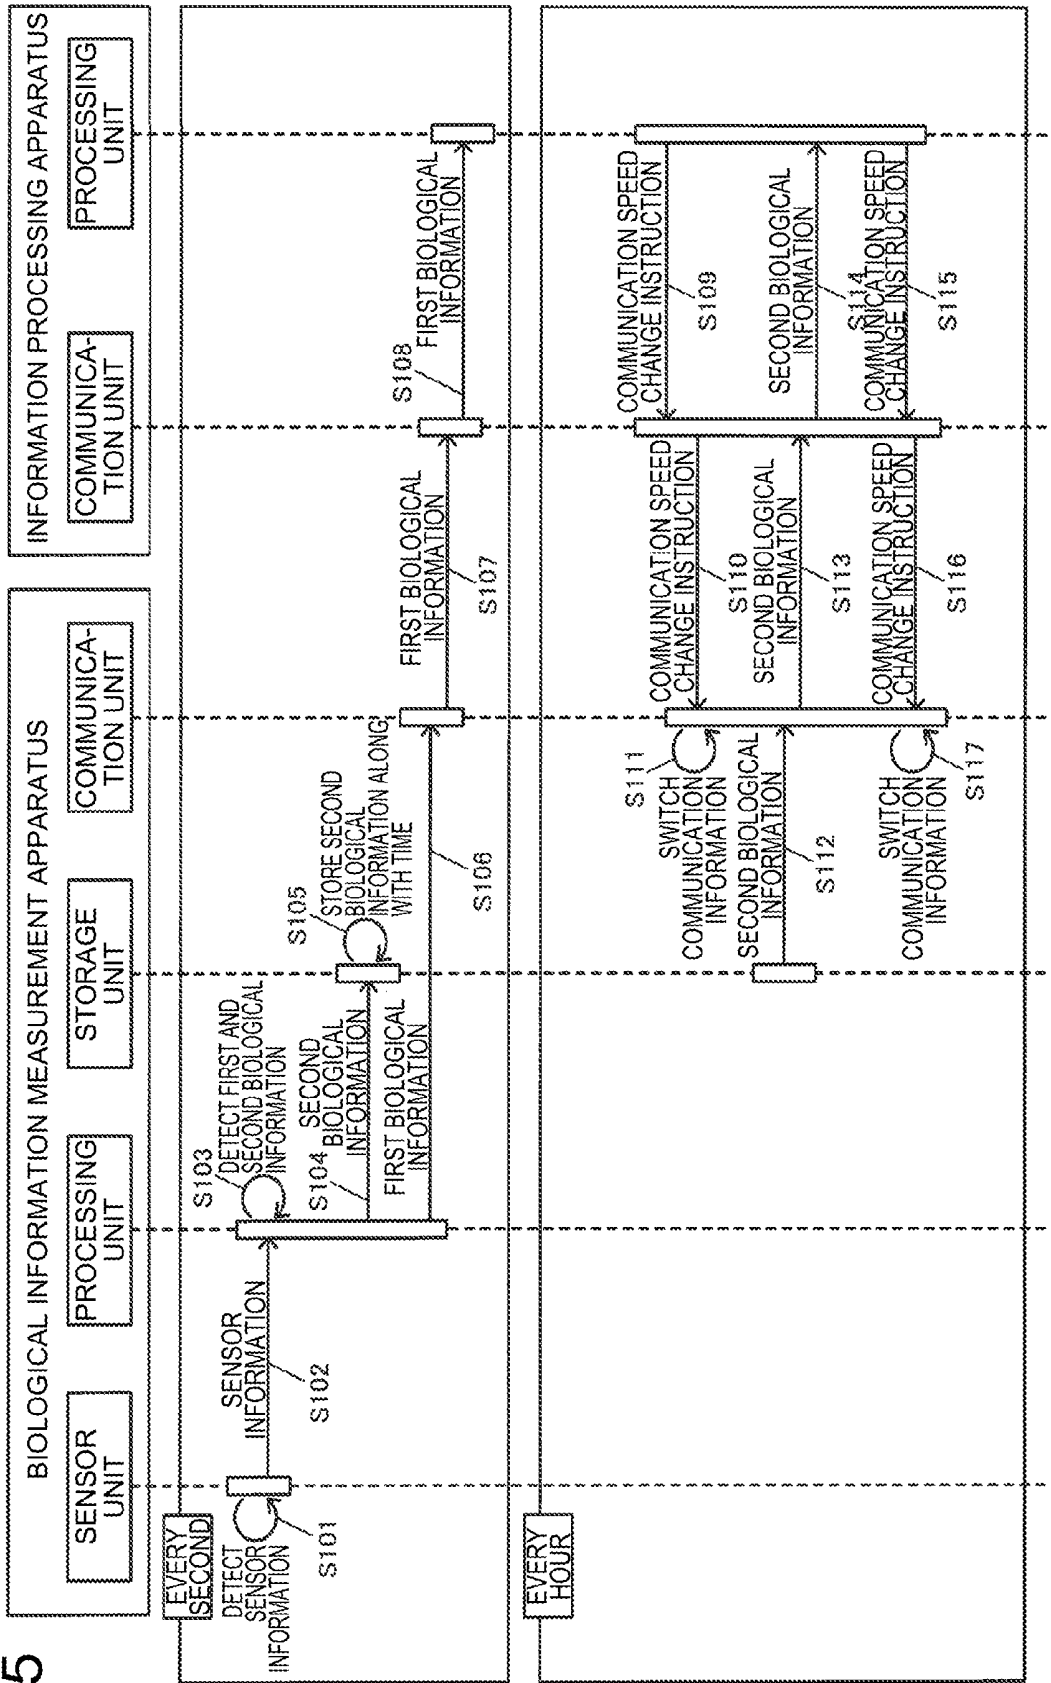 5
BIOLOGICAL INFORMATION MEASUREMENT APPARATUS
SENSOR
UNIT
PROCESSING
UNIT
STORAGE
UNIT
COMMUNICA-
TION UNIT
INFORMATION PROCESSING APPARATUS
COMMUNICA-
TION UNIT
PROCESSING
UNIT
EVERY
SECOND
DETECT
SENSOR
INFORMATION
S101
SENSOR
INFORMATION
S102
S103
DETECT FIRST AND
SECOND BIOLOGICAL
INFORMATION
S104
SECOND
BIOLOGICAL
INFORMATION
S105
STORE SECOND
BIOLOGICAL
INFORMATION ALONG
WITH TIME
FIRST BIOLOGICAL
INFORMATION
S106
FIRST BIOLOGICAL
INFORMATION
S107
S108
FIRST BIOLOGICAL
INFORMATION
EVERY
HOUR
COMMUNICATION SPEED
CHANGE INSTRUCTION
S109
COMMUNICATION SPEED
CHANGE INSTRUCTION
S110
S111
SWITCH
COMMUNICATION
INFORMATION
SECOND BIOLOGICAL
INFORMATION
S112
SECOND BIOLOGICAL
INFORMATION
S113
SECOND BIOLOGICAL
INFORMATION
S114
COMMUNICATION SPEED
CHANGE INSTRUCTION
S115
COMMUNICATION SPEED
CHANGE INSTRUCTION
S116
SWITCH
COMMUNICATION
INFORMATION
S117